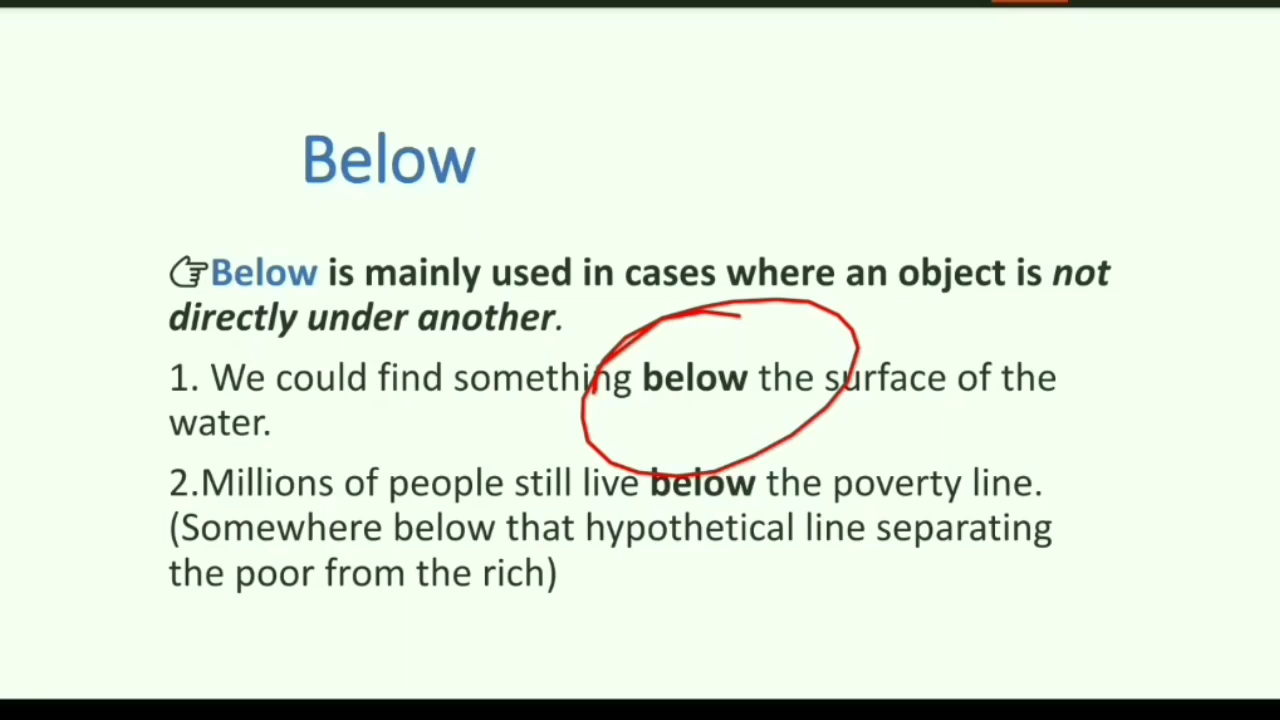 Below
👉Below is mainly used in cases where an object is not
directly under another.
1. We could find something below the surface of the
water.
2.Millions of people still live below the poverty line.
(Somewhere below that hypothetical line separating
the poor from the rich)